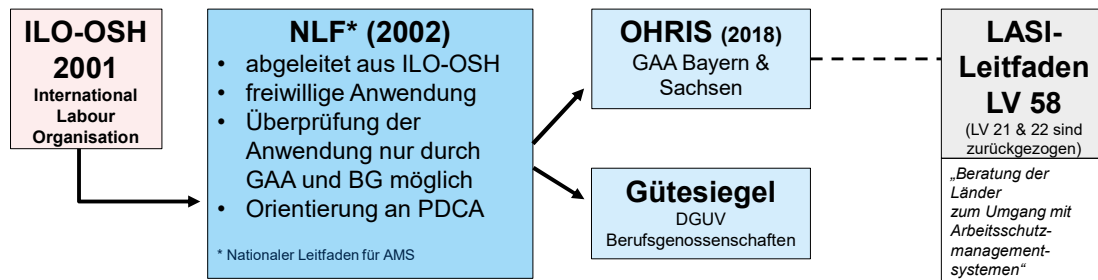 ILO-OSH
2001
International
Labour
Organisation
NLF* (2002)
• abgeleitet aus ILO-OSH
• freiwillige Anwendung
• Überprüfung der
Anwendung nur durch
GAA und BG möglich
• Orientierung an PDCA
* Nationaler Leitfaden für AMS
OHRIS (2018)
GAA Bayern &
Sachsen
Gütesiegel
DGUV
Berufsgenossenschaften
LASI-
Leitfaden
LV 58
(LV 21 & 22 sind
zurückgezogen)
„Beratung der
Länder
zum Umgang mit
Arbeitsschutz-
management-
systemen“